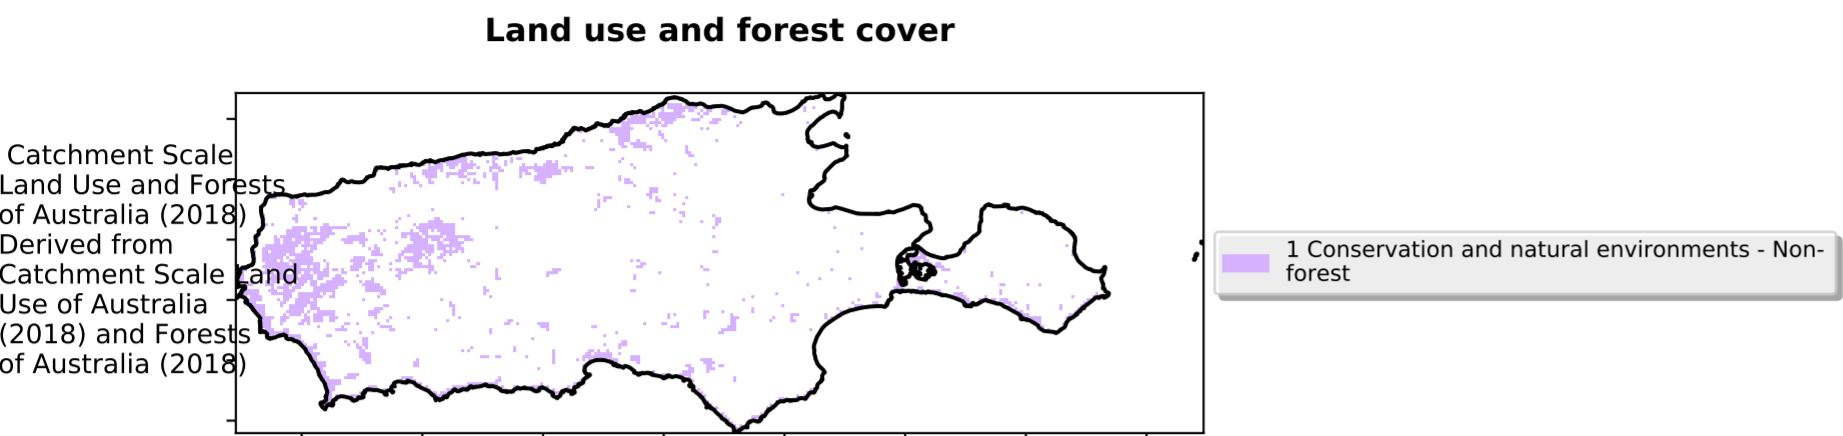 Land use and forest cover
Catchment Scale
Land Use and Forests
of Australia (2018)
Derived from
Catchment Scale Land
Use of Australia
(2018) and Forests
of Australia (2018)
1 Conservation and natural environments - Non-
forest